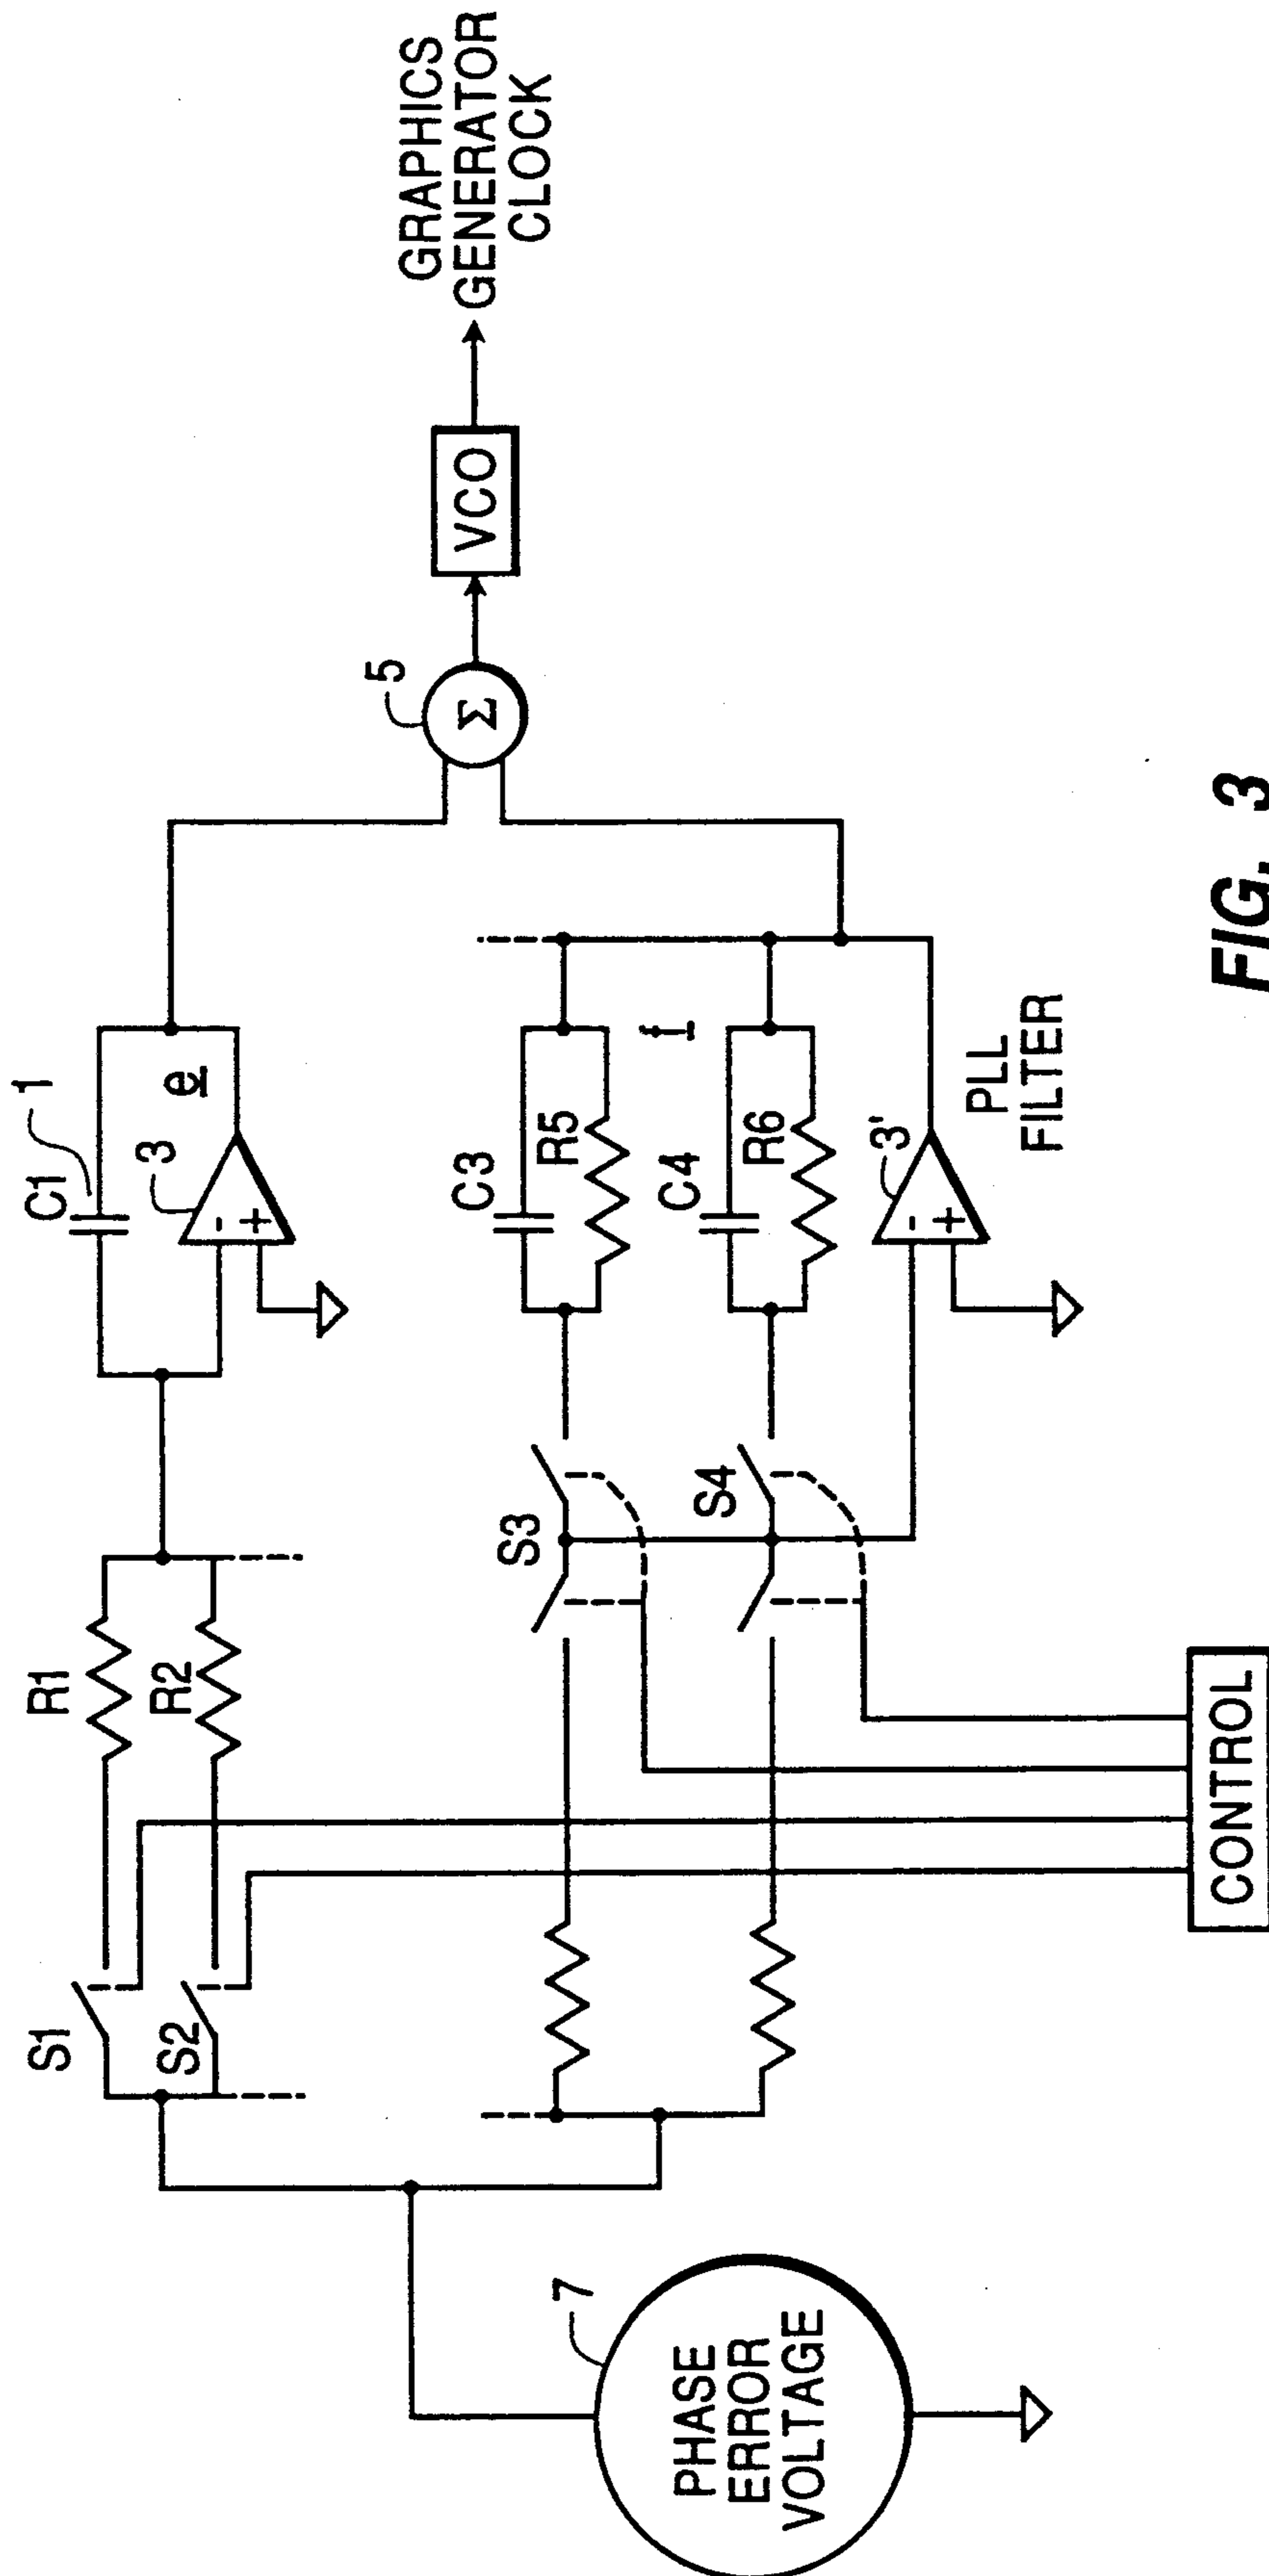 C1
1
e
3
-
+
R1
R2
S1
S2
5
Σ
VCO
GRAPHICS
GENERATOR
CLOCK
C3
R5
f
S3
C4
R6
S4
3'
-
+
PLL
FILTER
7
PHASE
ERROR
VOLTAGE
CONTROL
FIG. 3